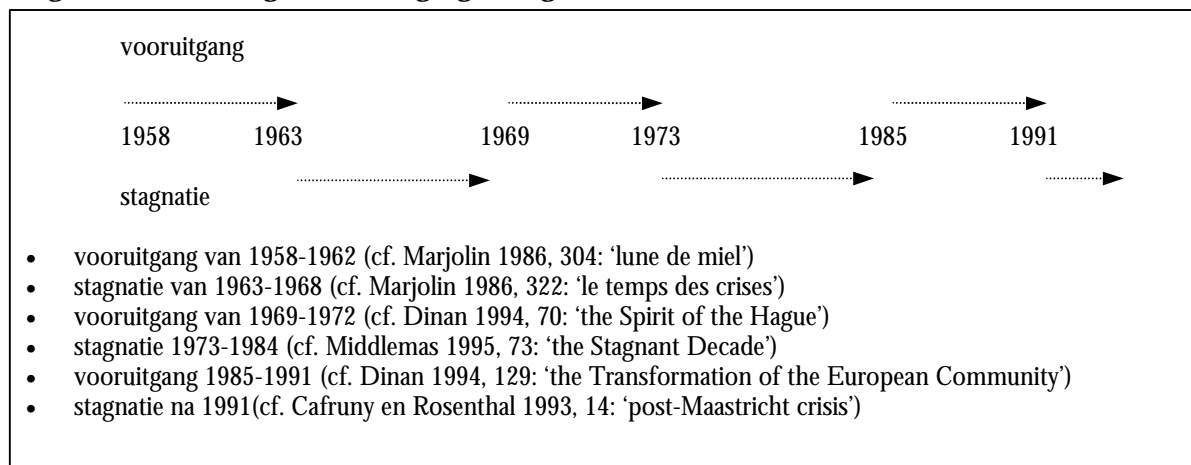 vooruitgang
1958 1963 1969 1973 1985 1991
stagnatie
• vooruitgang van 1958-1962 (cf. Marjolin 1986, 304: ‘lune de miel’)
• stagnatie van 1963-1968 (cf. Marjolin 1986, 322: ‘le temps des crises’)
• vooruitgang van 1969-1972 (cf. Dinan 1994, 70: ‘the Spirit of the Hague’)
• stagnatie 1973-1984 (cf. Middlemas 1995, 73: ‘the Stagnant Decade’)
• vooruitgang 1985-1991 (cf. Dinan 1994, 129: ‘the Transformation of the European Community’)
• stagnatie na 1991(cf. Cafruny en Rosenthal 1993, 14: ‘post-Maastricht crisis’)